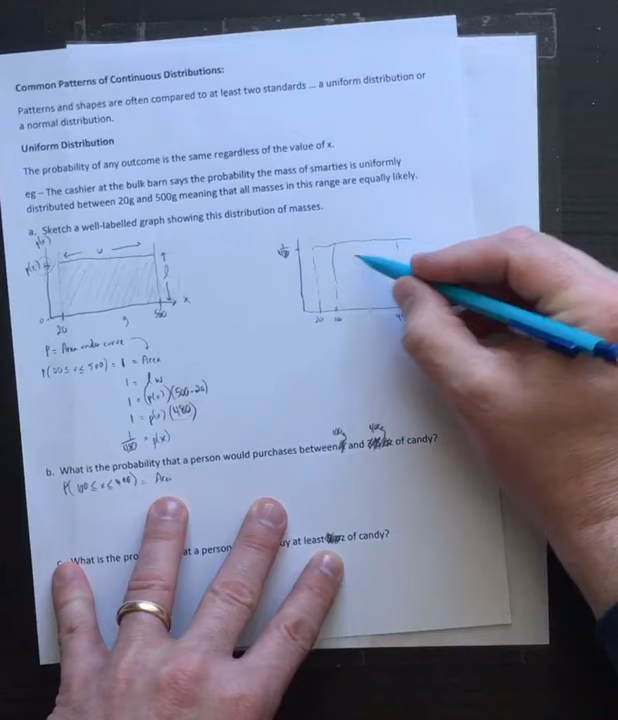 Common Patterns of Continuous Distributions:
Patterns and shapes are often compared to at least two standards ... a uniform distribution or
a normal distribution.
Uniform Distribution
The probability of any outcome is the same regardless of the value of x.
eg – The cashier at the bulk barn says the probability the mass of smarties is uniformly
distributed between 20g and 500g meaning that all masses in this range are equally likely.
a. Sketch a well-labelled graph showing this distribution of masses.
p(x)
w
p(x)
l
0
20
g
500
x
1/480
20
P = Area under curve
P(20 ≤ x ≤ 500) = 1 = Area
1 = l w
1 = (p(x))(500-20)
1 = p(x) (480)
1/480 = p(x)
b. What is the probability that a person would purchases between 100g and 400g of candy?
P(100 ≤ x ≤ 400) = Area
c. What is the at a person at least of candy?